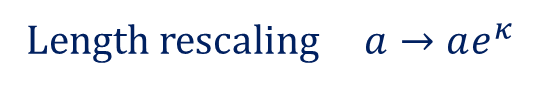 Length rescaling a → ae^κ